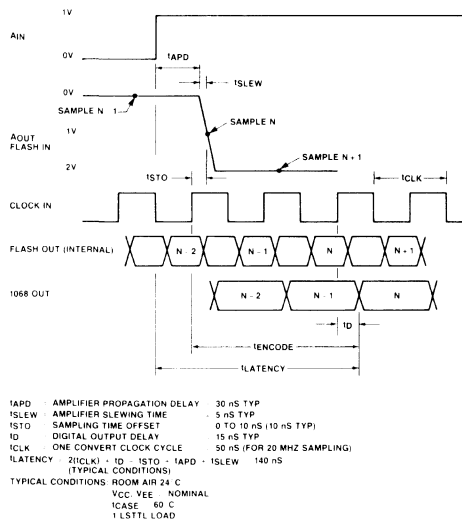 1V
AIN
0V
tAPD
0V
tSLEW
SAMPLE N 1
SAMPLE N
AOUT
FLASH IN
1V
SAMPLE N + 1
2V
tSTO
tCLK
CLOCK IN
FLASH OUT (INTERNAL)
N - 2
N - 1
N
N + 1
1068 OUT
N - 2
N - 1
N
tD
tENCODE
tLATENCY
tAPD - AMPLIFIER PROPAGATION DELAY 30 nS TYP
tSLEW - AMPLIFIER SLEWING TIME - 5 nS TYP
tSTO SAMPLING TIME OFFSET 0 TO 10 nS (10 nS TYP)
tD DIGITAL OUTPUT DELAY 15 nS TYP
tCLK ONE CONVERT CLOCK CYCLE 50 nS (FOR 20 MHZ SAMPLING)
tLATENCY - 2(tCLK) + tD - tSTO + tAPD + tSLEW 140 nS
(TYPICAL CONDITIONS)
TYPICAL CONDITIONS: ROOM AIR 24 C
VCC, VEE - NOMINAL
tCASE 60 C
1 LSTTL LOAD